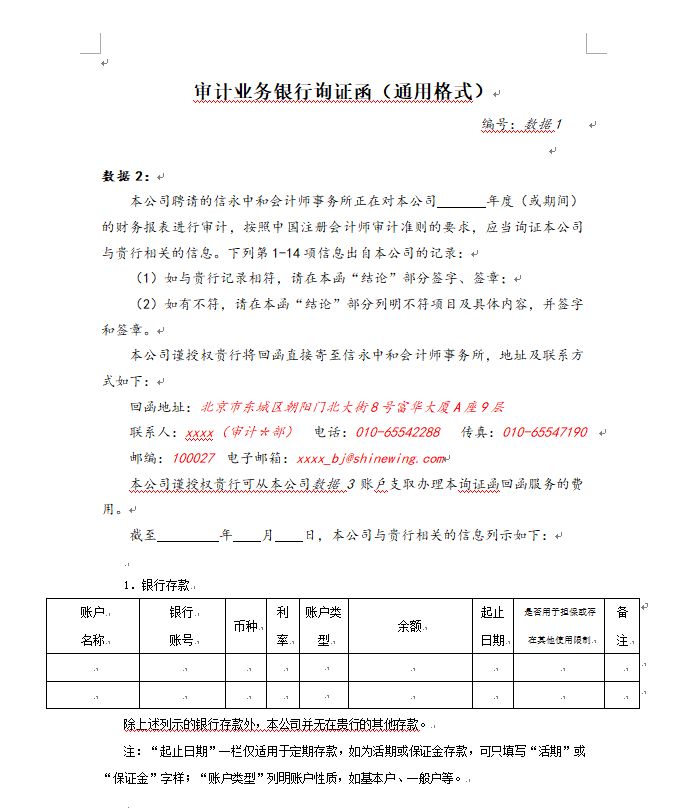 审计业务银行询证函（通用格式）
编号：数据1
数据2：
本公司聘请的信永中和会计师事务所正在对本公司_______年度（或期间）
的财务报表进行审计，按照中国注册会计师审计准则的要求，应当询证本公司
与贵行相关的信息。下列第1-14项信息出自本公司的记录：
（1）如与贵行记录相符，请在本函“结论”部分签字、签章；
（2）如有不符，请在本函“结论”部分列明不符项目及具体内容，并签字
和签章。
本公司谨授权贵行将回函直接寄至信永中和会计师事务所，地址及联系方
式如下：
回函地址：北京市东城区朝阳门北大街8号富华大厦A座9层
联系人：xxxx（审计*部） 电话：010-65542288 传真：010-65547190
邮编：100027 电子邮箱：xxxx_bj@shinewing.com
本公司谨授权贵行可从本公司数据 3 账户支取办理本询证函回函服务的费
用。
截至_________年____月____日，本公司与贵行相关的信息列示如下：
1．银行存款
账户名称 银行账号 币种 利率 账户类型 余额 起止日期 是否用于担保或存在其他使用限制 备注
除上述列示的银行存款外，本公司并无在贵行的其他存款。
注：“起止日期”一栏仅适用于定期存款，如为活期或保证金存款，可只填写“活期”或
“保证金”字样；“账户类型”列明账户性质，如基本户、一般户等。